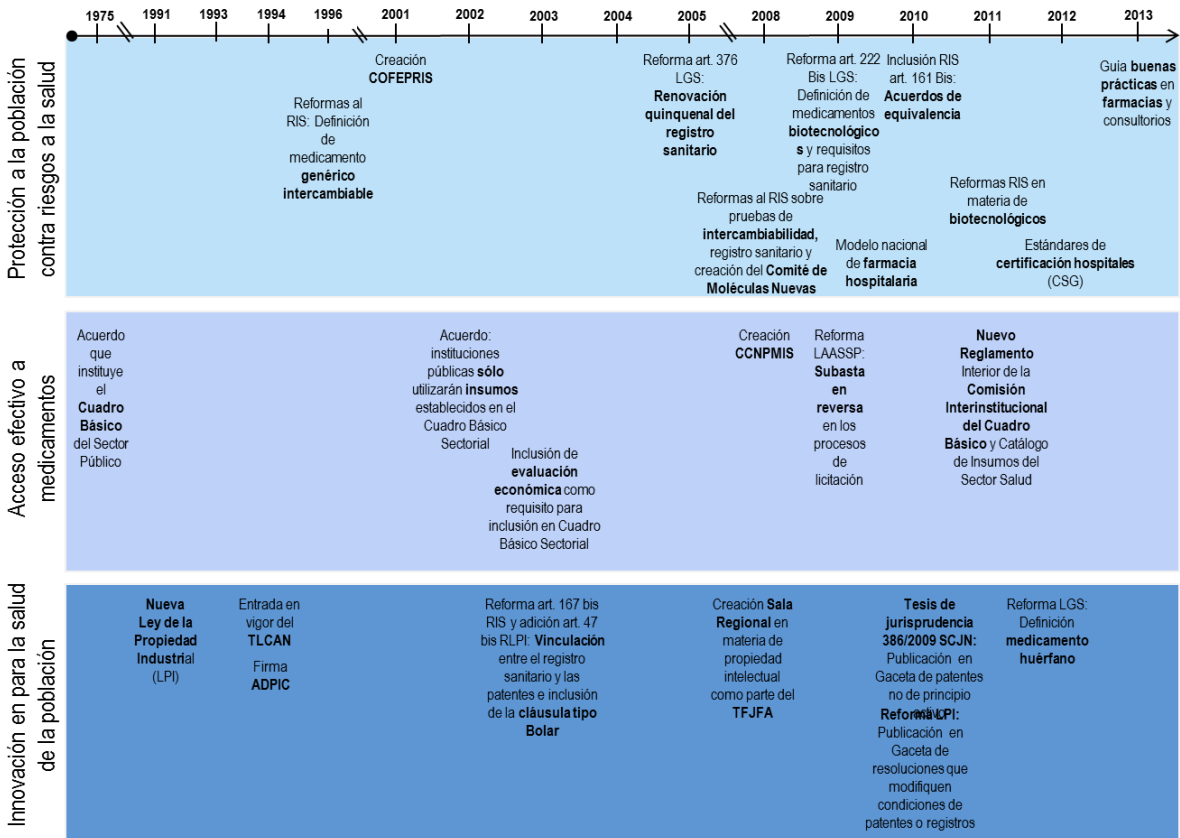 1975 1991 1993 1994 1996 2001 2002 2003 2004 2005 2008 2009 2010 2011 2012 2013
Protección a la población
contra riesgos a la salud
Creación
COFEPRIS
Reformas al
RIS: Definición
de
medicamento
genérico
intercambiable
Reforma art. 376
LGS:
Renovación
quinquenal del
registro
sanitario
Reformas al RIS sobre
pruebas de
intercambiabilidad,
registro sanitario y
creación del Comité de
Moléculas Nuevas
Reforma art. 222
Bis LGS:
Definición de
medicamentos
biotecnológico
s y requisitos
para registro
sanitario
Modelo nacional
de farmacia
hospitalaria
Inclusión RIS
art. 161 Bis:
Acuerdos de
equivalencia
Reformas RIS en
materia de
biotecnológicos
Estándares de
certificación hospitales
(CSG)
Guia buenas
prácticas en
farmacias y
consultorios
Acceso efectivo a
medicamentos
Acuerdo
que
instituye
el
Cuadro
Básico
del Sector
Público
Acuerdo:
instituciones
públicas sólo
utilizarán insumos
establecidos en el
Cuadro Básico
Sectorial
Inclusión de
evaluación
económica como
requisito para
inclusión en Cuadro
Básico Sectorial
Creación
CCNPMIS
Reforma
LAASSP:
Subasta
en
reversa
en los
procesos
de
licitación
Nuevo
Reglamento
Interior de la
Comisión
Interinstitucional
del Cuadro
Básico y Catálogo
de Insumos del
Sector Salud
Innovación en para la salud
de la población
Nueva
Ley de la
Propiedad
Industrial
(LPI)
Entrada en
vigor del
TLCAN
Firma
ADPIC
Reforma art. 167 bis
RIS y adición art. 47
bis RLPI: Vinculación
entre el registro
sanitario y las
patentes e inclusión
de la cláusula tipo
Bolar
Creación Sala
Regional en
materia de
propiedad
intelectual
como parte del
TFJFA
Tesis de
jurisprudencia
386/2009 SCJN:
Publicación en
Gaceta de patentes
no de principio
activo
Reforma LPI:
Publicación en
Gaceta de
resoluciones que
modifiquen
condiciones de
patentes o registros
Reforma LGS:
Definición
medicamento
huérfano